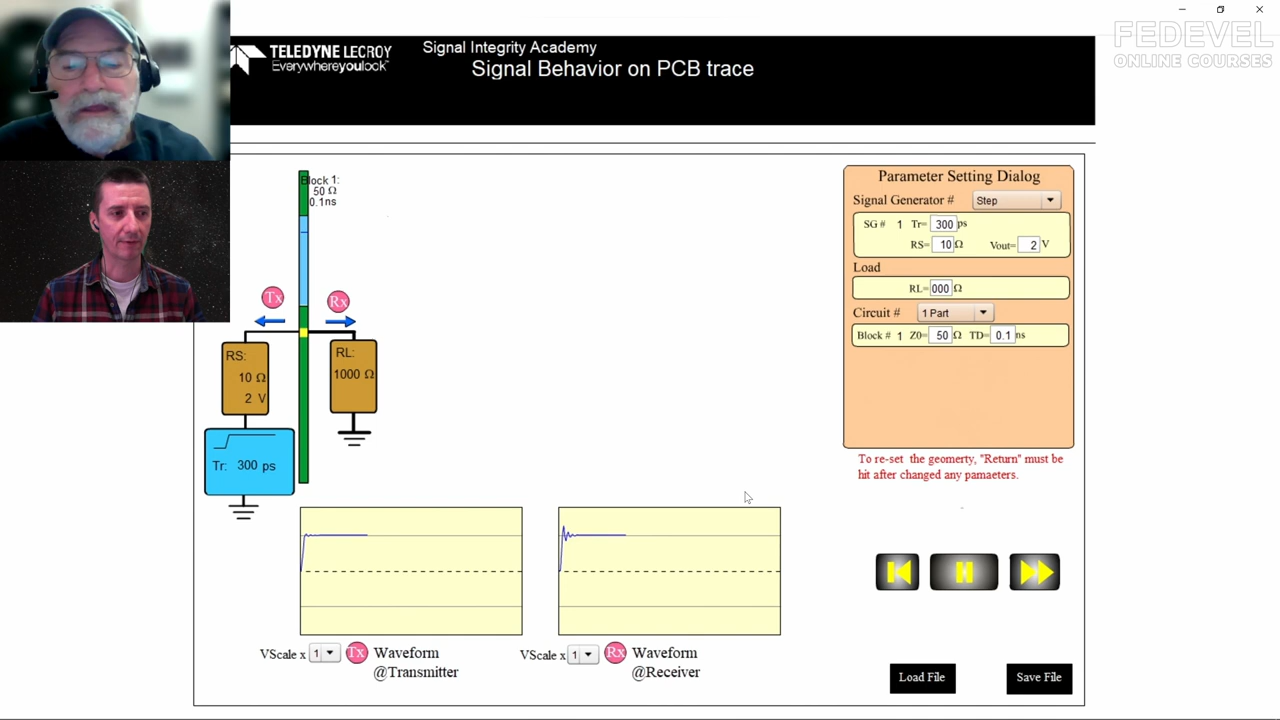 FEDEVEL
ONLINE COURSES
TELEDYNE LECROY
Everywhereyoulook™
Signal Integrity Academy
Signal Behavior on PCB trace
Block 1:
50 Ω
0.1ns
Tx
Rx
RS:
10 Ω
2 V
RL:
1000 Ω
Tr: 300 ps
Parameter Setting Dialog
Signal Generator # Step
SG # 1 Tr= 300 ps
RS= 10 Ω Vout= 2 V
Load
RL= 000 Ω
Circuit # 1 Part
Block # 1 Z0= 50 Ω TD= 0.1 ns
To re-set the geomerty, "Return" must be
hit after changed any pamaeters.
VScale x 1 Tx Waveform
@Transmitter
VScale x 1 Rx Waveform
@Receiver
Load File
Save File